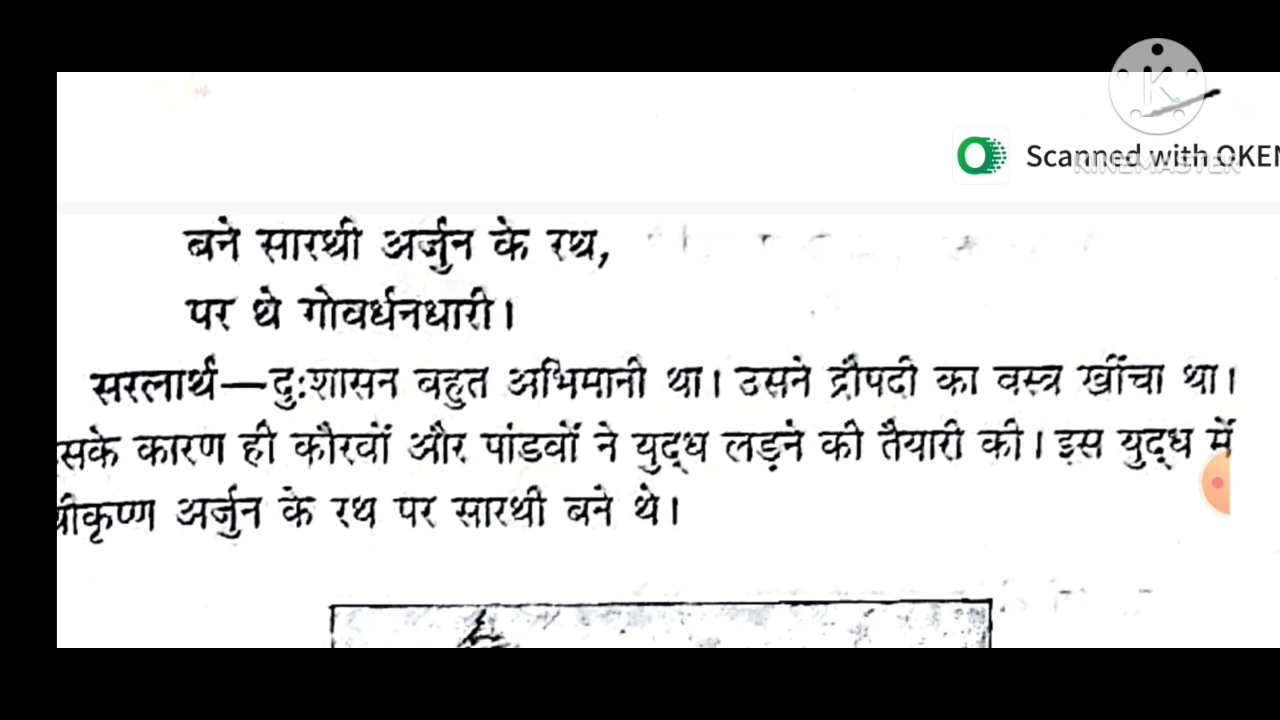 Scanned with OKEN
KINEMASTER
बने सारथी अर्जुन के रथ,
पर थे गोवर्धनधारी।
सरलार्थ—दुःशासन बहुत अभिमानी था। उसने द्रौपदी का वस्त्र खींचा था।
सके कारण ही कौरवों और पांडवों ने युद्ध लड़ने की तैयारी की। इस युद्ध में
श्रीकृष्ण अर्जुन के रथ पर सारथी बने थे।